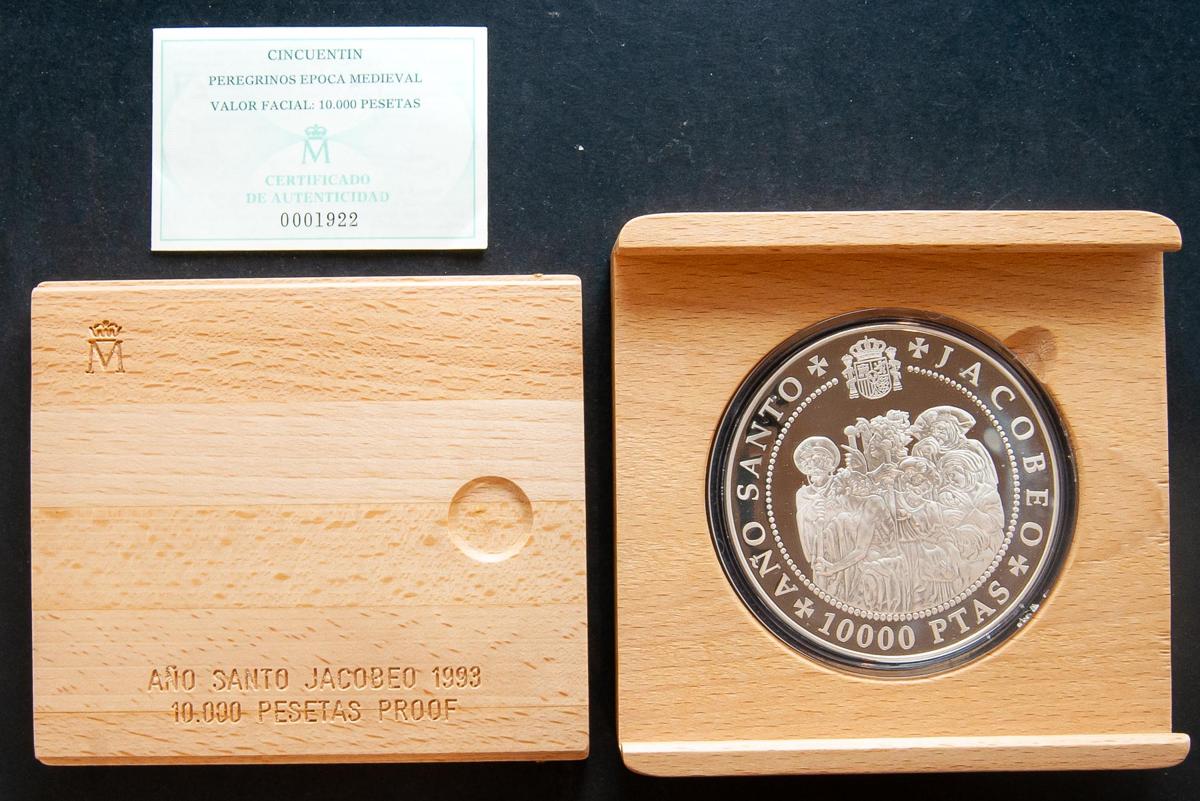 CINCUENTIN
PEREGRINOS EPOCA MEDIEVAL
VALOR FACIAL: 10.000 PESETAS
M
CERTIFICADO
DE AUTENTICIDAD
0001922
M
AÑO SANTO JACOBEO 1993
10.000 PESETAS PROOF
AÑO SANTO JACOBEO
10000 PTAS